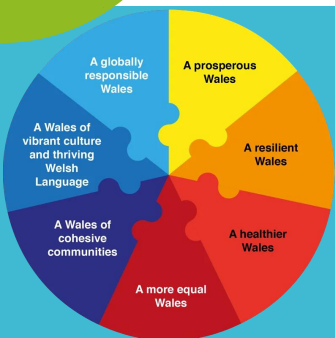 A globally
responsible
Wales
A prosperous
Wales
A resilient
Wales
A healthier
Wales
A more equal
Wales
A Wales of
cohesive
communities
A Wales of
vibrant culture
and thriving
Welsh
Language